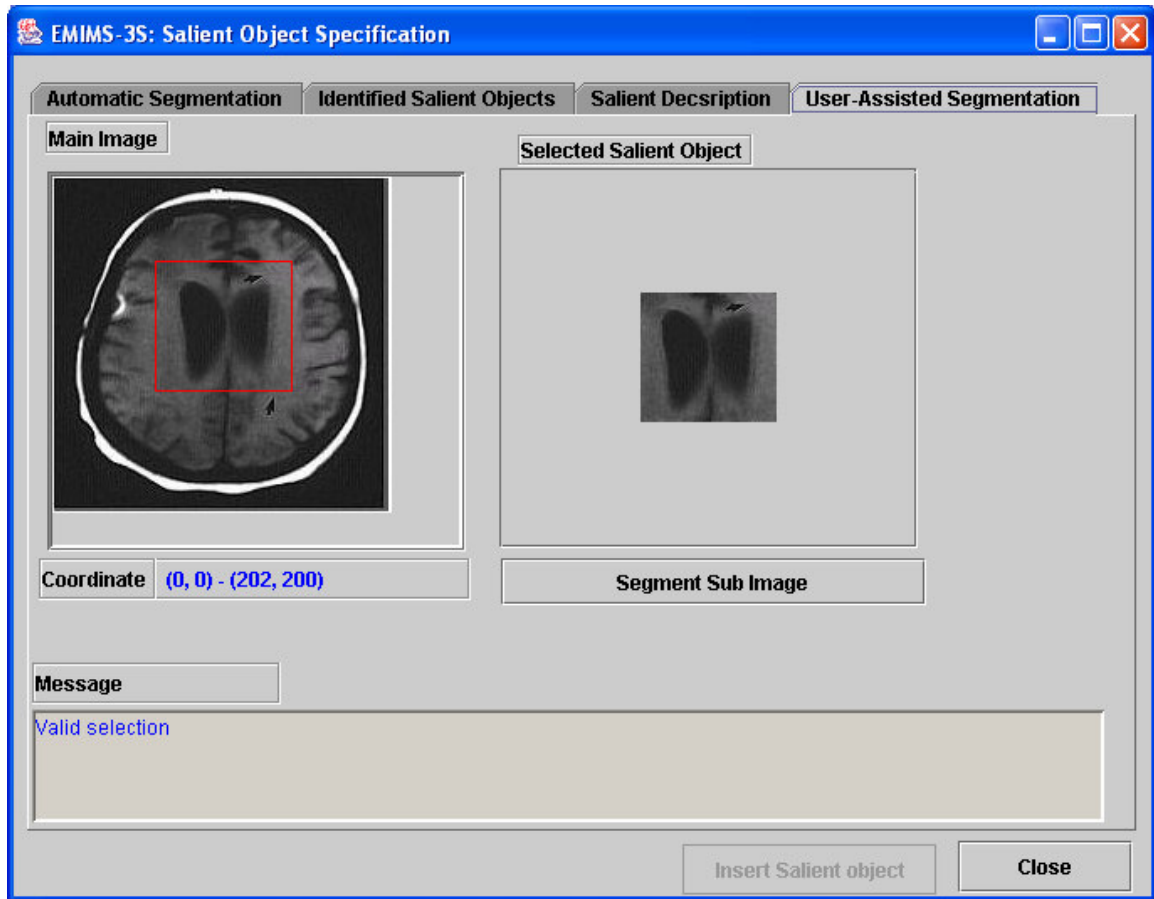 EMIMS-3S: Salient Object Specification
Automatic Segmentation
Identified Salient Objects
Salient Decsription
User-Assisted Segmentation
Main Image
Selected Salient Object
Coordinate
(0, 0) - (202, 200)
Segment Sub Image
Message
Valid selection
Insert Salient object
Close